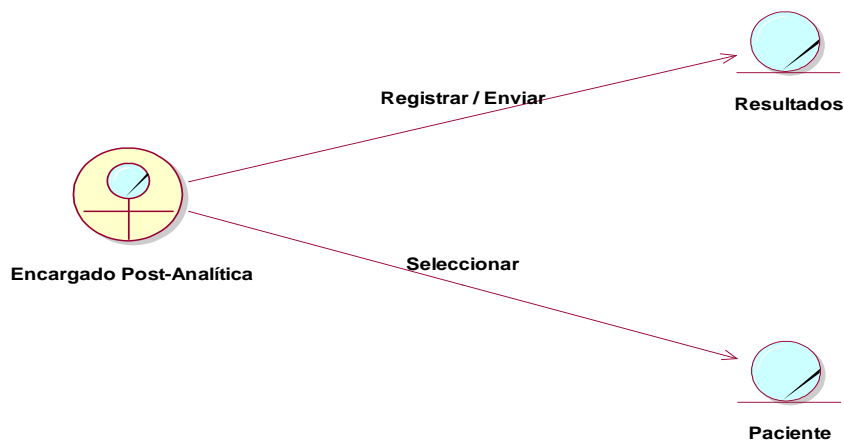 Registrar / Enviar
Resultados
Encargado Post-Analítica
Seleccionar
Paciente